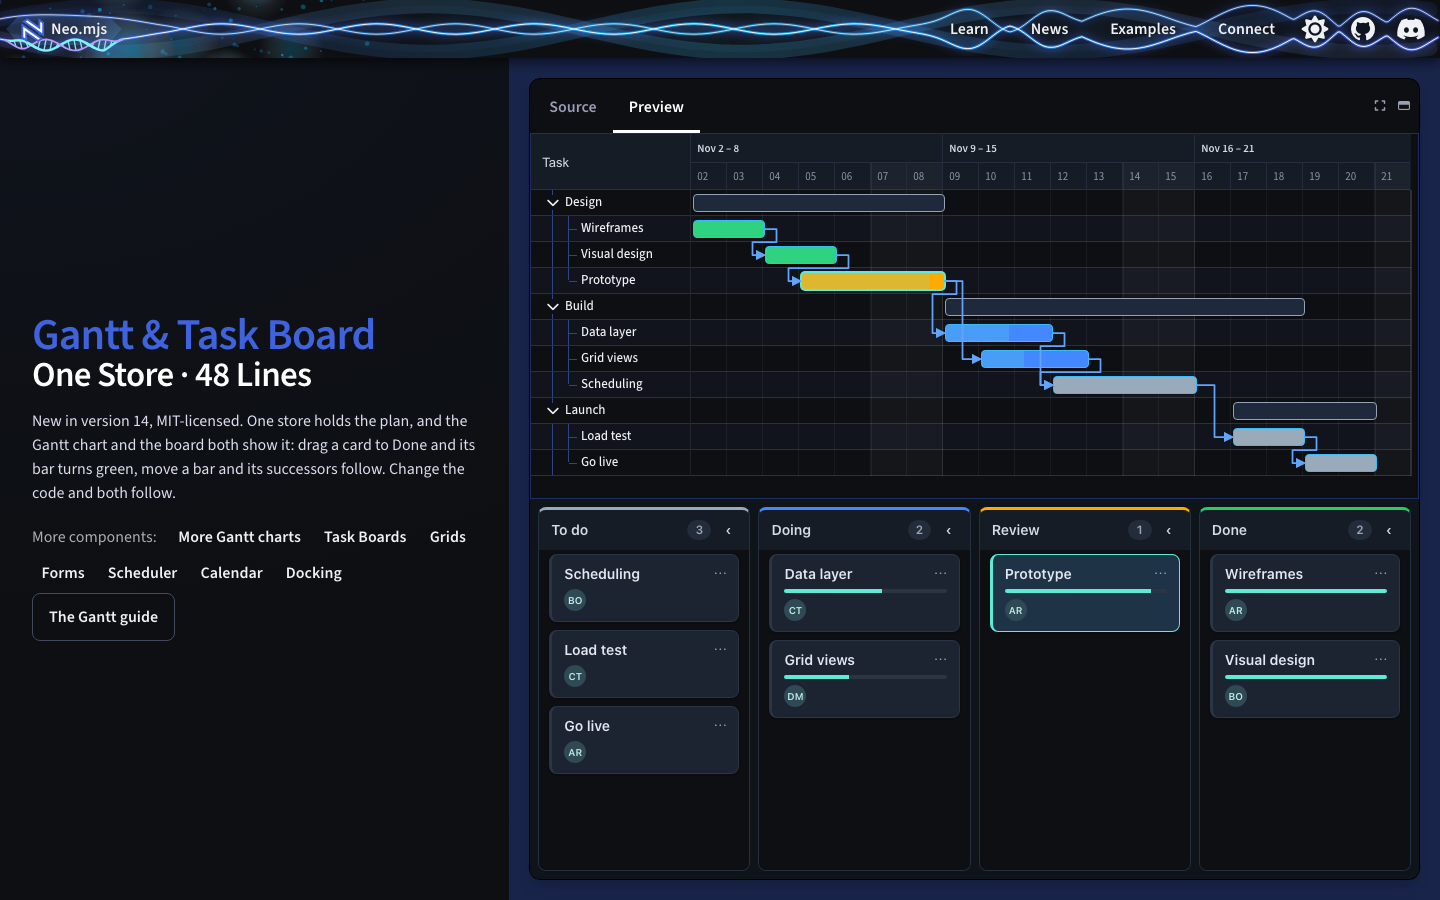 Neo.mjs
Learn
News
Examples
Connect
Gantt & Task Board
One Store · 48 Lines
New in version 14, MIT-licensed. One store holds the plan, and the
Gantt chart and the board both show it: drag a card to Done and its
bar turns green, move a bar and its successors follow. Change the
code and both follow.
More components: More Gantt charts Task Boards Grids
Forms Scheduler Calendar Docking
The Gantt guide
Source Preview
Task
Nov 2 – 8 Nov 9 – 15 Nov 16 – 21
02 03 04 05 06 07 08 09 10 11 12 13 14 15 16 17 18 19 20 21
Design
Wireframes
Visual design
Prototype
Build
Data layer
Grid views
Scheduling
Launch
Load test
Go live
To do 3 ‹
Scheduling ...
BO
Load test ...
CT
Go live ...
AR
Doing 2 ‹
Data layer ...
CT
Grid views ...
DM
Review 1 ‹
Prototype ...
AR
Done 2 ‹
Wireframes ...
AR
Visual design ...
BO